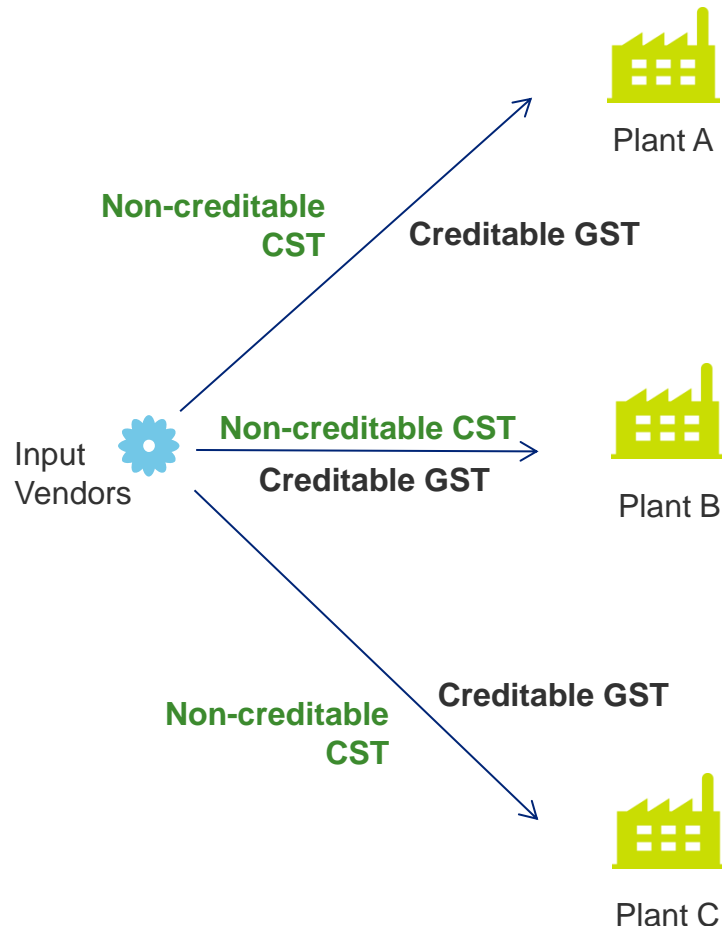 Plant A
Non-creditable
CST
Creditable GST
Non-creditable CST
Creditable GST
Input
Vendors
Plant B
Creditable GST
Non-creditable
CST
Plant C